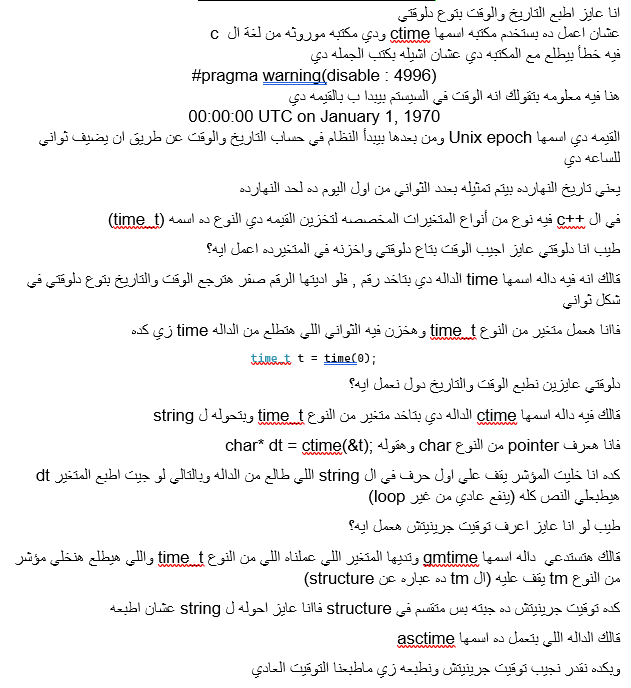 انا عايز اطبع التاريخ والوقت بتوع دلوقتي
عشان اعمل ده بستخدم مكتبه اسمها ctime ودي مكتبه موروثه من لغة ال c
فيه خطأ بيطلع مع المكتبه دي عشان اشيله بكتب الجمله دي
#pragma warning(disable : 4996)
هنا فيه معلومه بتقولك انه الوقت في السيستم بيبدا ب بالقيمه دي
00:00:00 UTC on January 1, 1970
القيمه دي اسمها Unix epoch ومن بعدها بيبدأ النظام في حساب التاريخ والوقت عن طريق ان يضيف ثواني
للساعه دي
يعني تاريخ النهارده بيتم تمثيله بعدد الثواني من اول اليوم ده لحد النهارده
في ال c++ فيه نوع من أنواع المتغيرات المخصصه لتخزين القيمه دي النوع ده اسمه (time_t)
طيب انا دلوقتي عايز اجيب الوقت بتاع دلوقتي واخزنه في المتغيرده اعمل ايه؟
قالك انه فيه داله اسمها time الداله دي بتاخد رقم , فلو اديتها الرقم صفر هترجع الوقت والتاريخ بتوع دلوقتي في
شكل ثواني
فاانا هعمل متغير من النوع time_t وهخزن فيه الثواني اللي هتطلع من الداله time زي كده
time_t t = time(0);
دلوقتي عايزين نطبع الوقت والتاريخ دول نعمل ايه؟
قالك فيه داله اسمها ctime الداله دي بتاخد متغير من النوع time_t وبتحوله ل string
فانا هعرف pointer من النوع char وهقوله char* dt = ctime(&t);
كده انا خليت المؤشر يقف علي اول حرف في ال string اللي طالع من الداله وبالتالي لو جيت اطبع المتغير dt
هيطبعلي النص كله (ينفع عادي من غير loop)
طيب لو انا عايز اعرف توقيت جرينيتش هعمل ايه؟
قالك هتستدعي داله اسمها gmtime وتديها المتغير اللي عملناه اللي من النوع time_t واللي هيطلع هنخلي مؤشر
من النوع tm يقف عليه (ال tm ده عباره عن structure)
كده توقيت جرينيتش ده جبته بس متقسم في structure فاانا عايز احوله ل string عشان اطبعه
قالك الداله اللي بتعمل ده اسمها asctime
وبكده نقدر نجيب توقيت جرينيتش ونطبعه زي ماطبعنا التوقيت العادي